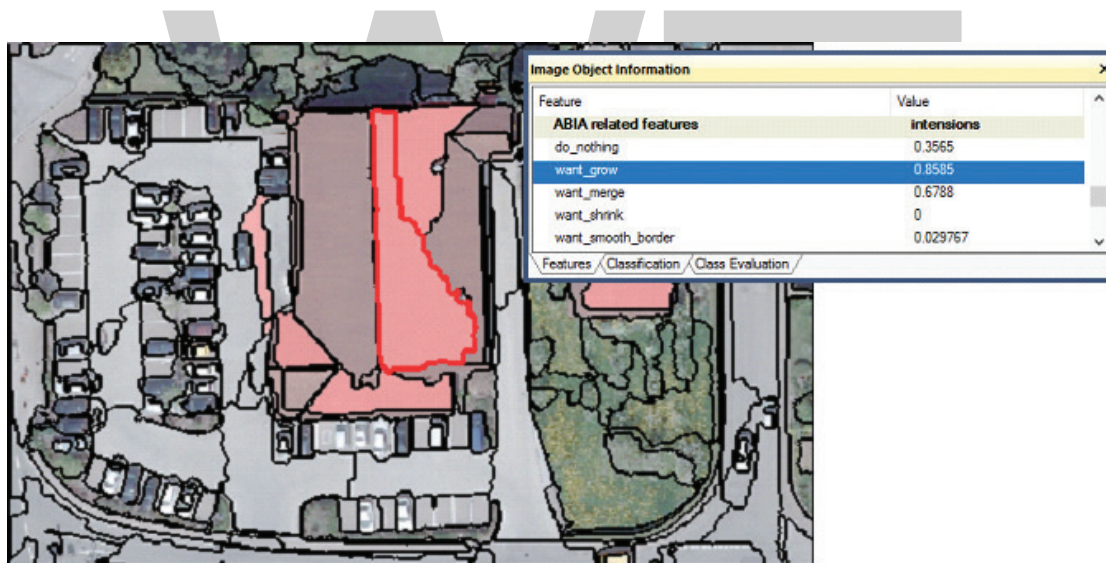 Image Object Information
Feature Value
ABIA related features intensions
do_nothing 0.3565
want_grow 0.8585
want_merge 0.6788
want_shrink 0
want_smooth_border 0.029767
Features Classification Class Evaluation